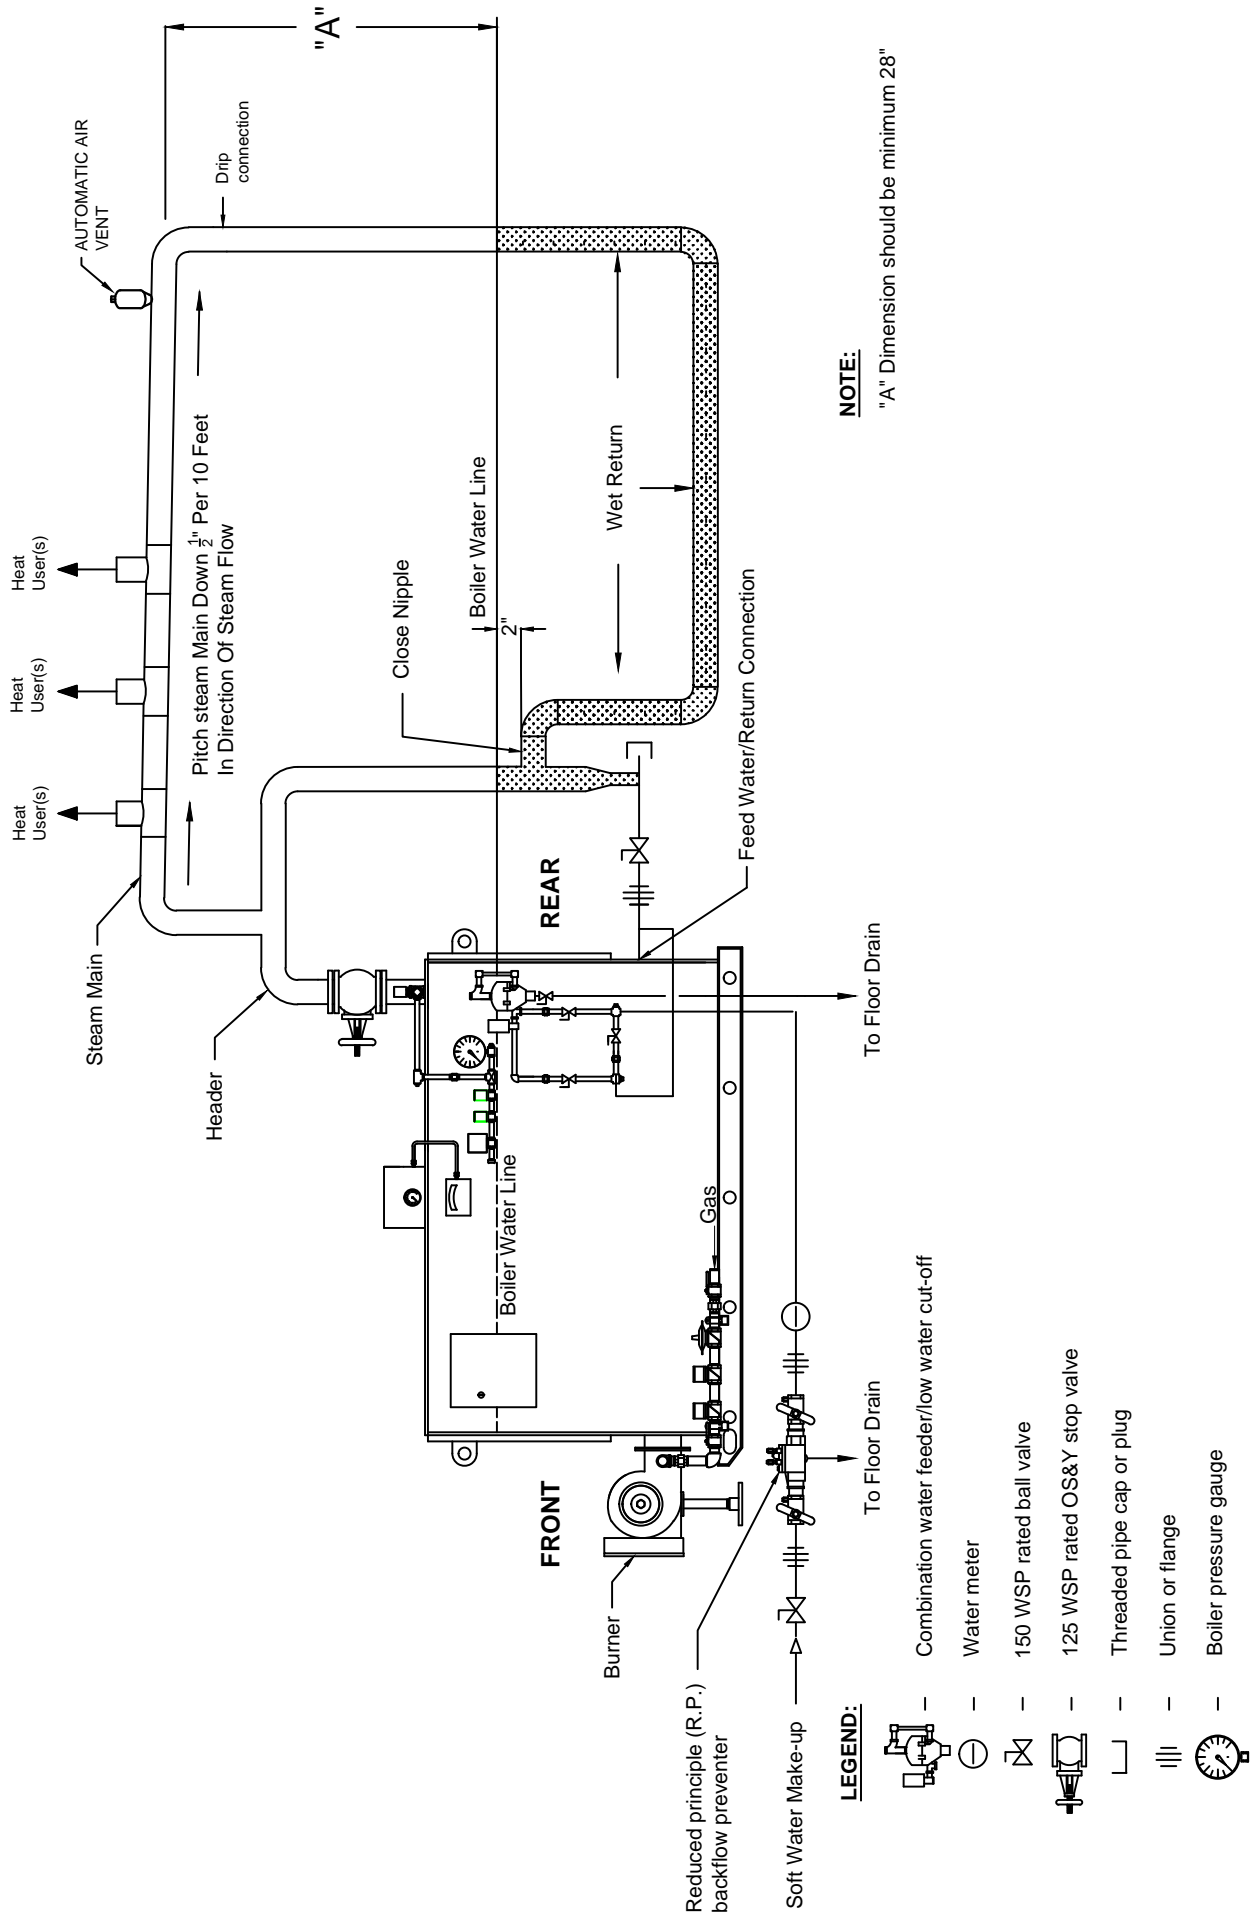 "A"
AUTOMATIC AIR
VENT
Drip
connection
Heat
User(s)
Heat
User(s)
Heat
User(s)
Pitch steam Main Down 1/2" Per 10 Feet
In Direction Of Steam Flow
Steam Main
Header
Close Nipple
Boiler Water Line
2"
Wet Return
Feed Water/Return Connection
REAR
Boiler Water Line
Gas
To Floor Drain
FRONT
Burner
To Floor Drain
Reduced principle (R.P.)
backflow preventer
Soft Water Make-up
NOTE:
"A" Dimension should be minimum 28"
LEGEND:
– Combination water feeder/low water cut-off
– Water meter
– 150 WSP rated ball valve
– 125 WSP rated OS&Y stop valve
– Threaded pipe cap or plug
– Union or flange
– Boiler pressure gauge